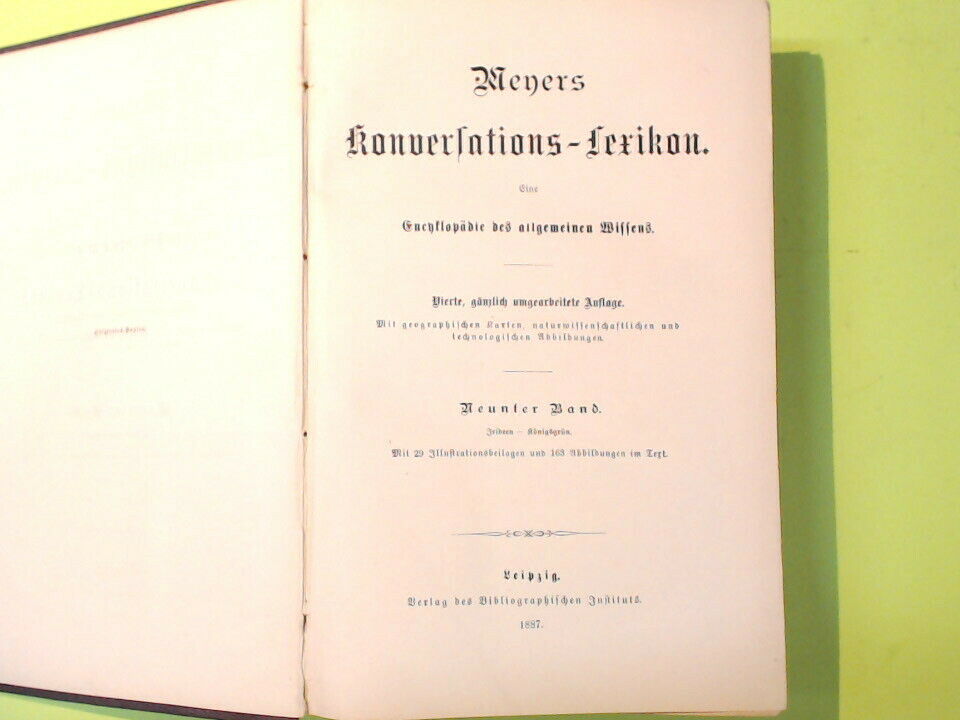 Meyers
Konverſations-Lexikon.
Eine
Encyklopädie des allgemeinen Wiſſens.
Vierte, gänzlich umgearbeitete Auflage.
Mit geographiſchen Karten, naturwiſſenſchaftlichen und
technologiſchen Abbildungen.
Neunter Band.
Irideen — Königsgrün.
Mit 29 Illuſtrationsbeilagen und 163 Abbildungen im Text.
Leipzig.
Verlag des Bibliographiſchen Inſtituts.
1887.